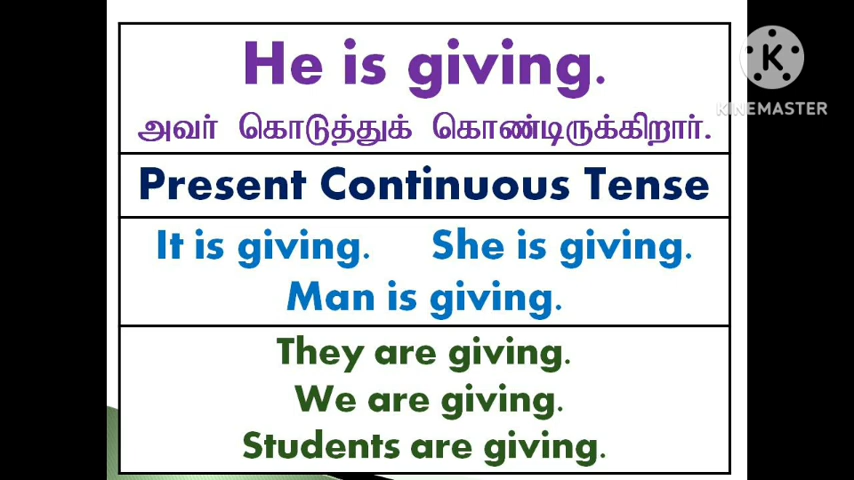 He is giving.
அவர் கொடுத்துக் கொண்டிருக்கிறார்.
Present Continuous Tense
It is giving. She is giving.
Man is giving.
They are giving.
We are giving.
Students are giving.
K
KINEMASTER